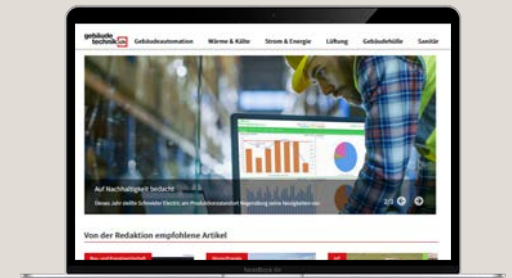 gebäude
technik
Gebäudeautomation Wärme & Kälte Strom & Energie Lüftung Gebäudehülle Sanitär
Auf Nachhaltigkeit bedacht
Dieses Jahr stellte Schneider Electric am Produktionsstandort Regensburg seine Neuigkeiten vor.
2/3
Von der Redaktion empfohlene Artikel